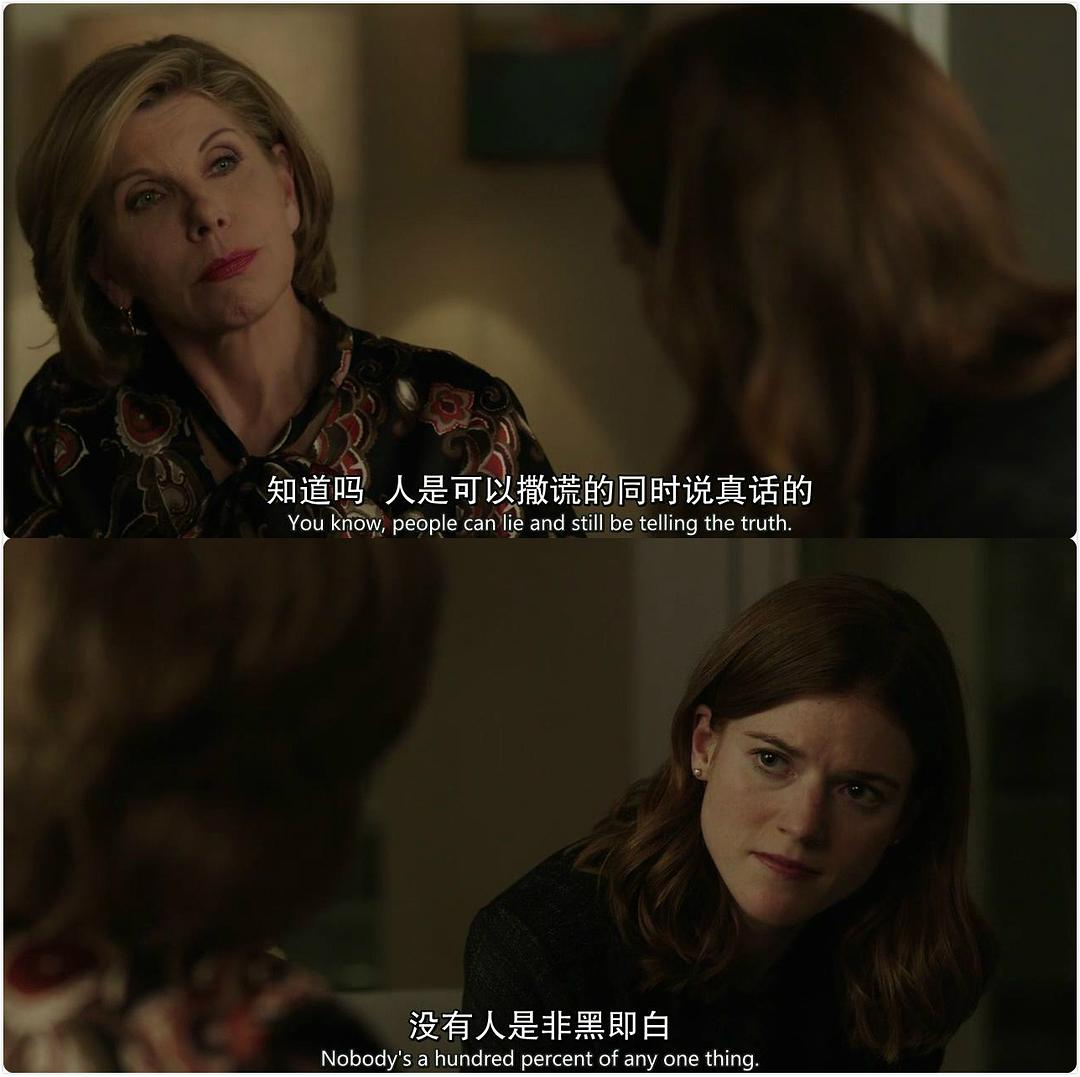 知道吗 人是可以撒谎的同时说真话的
You know, people can lie and still be telling the truth.
没有人是非黑即白
Nobody's a hundred percent of any one thing.